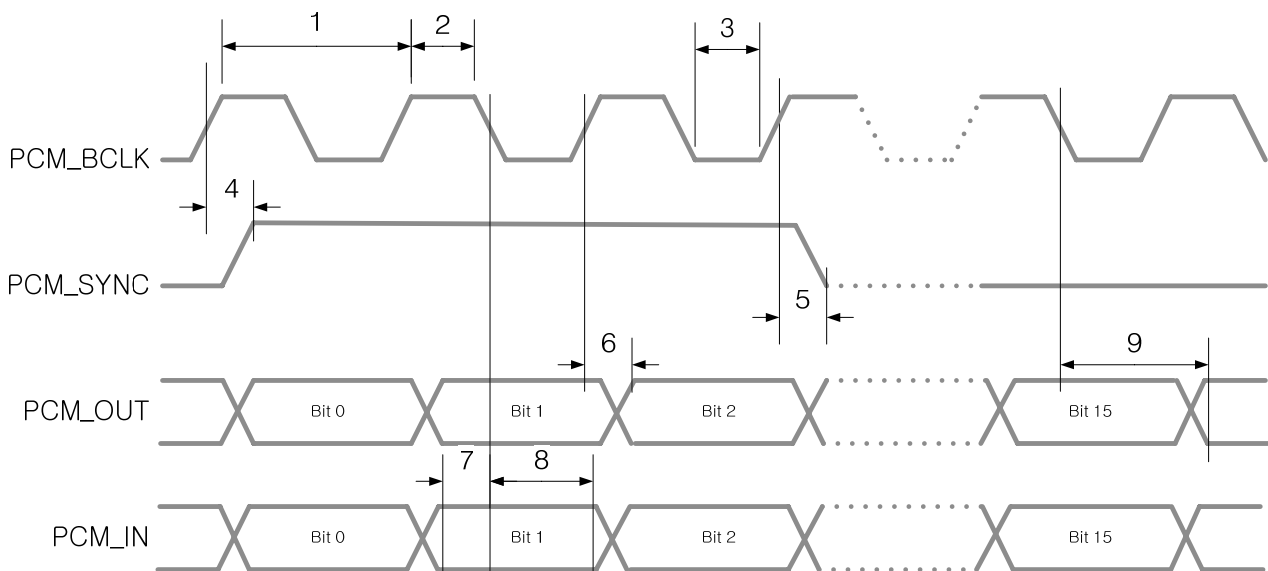 1 2 3
PCM_BCLK
4
PCM_SYNC
5
6 9
PCM_OUT Bit 0 Bit 1 Bit 2 Bit 15
7 8
PCM_IN Bit 0 Bit 1 Bit 2 Bit 15